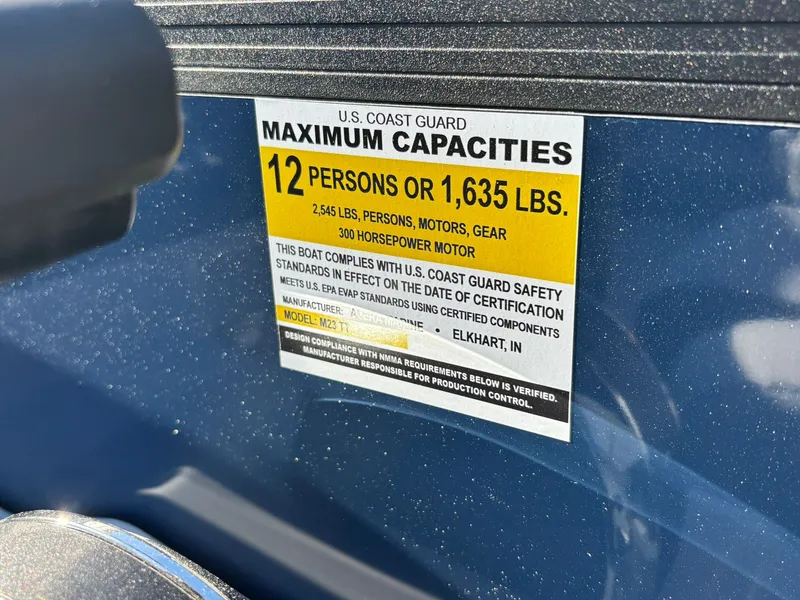 U.S. COAST GUARD
MAXIMUM CAPACITIES
12 PERSONS OR 1,635 LBS.
2,545 LBS, PERSONS, MOTORS, GEAR
300 HORSEPOWER MOTOR
THIS BOAT COMPLIES WITH U.S. COAST GUARD SAFETY
STANDARDS IN EFFECT ON THE DATE OF CERTIFICATION
MEETS U.S. EPA EVAP STANDARDS USING CERTIFIED COMPONENTS
MANUFACTURER: MARINE • ELKHART, IN
MODEL: M23
DESIGN COMPLIANCE WITH NMMA REQUIREMENTS BELOW IS VERIFIED.
MANUFACTURER RESPONSIBLE FOR PRODUCTION CONTROL.